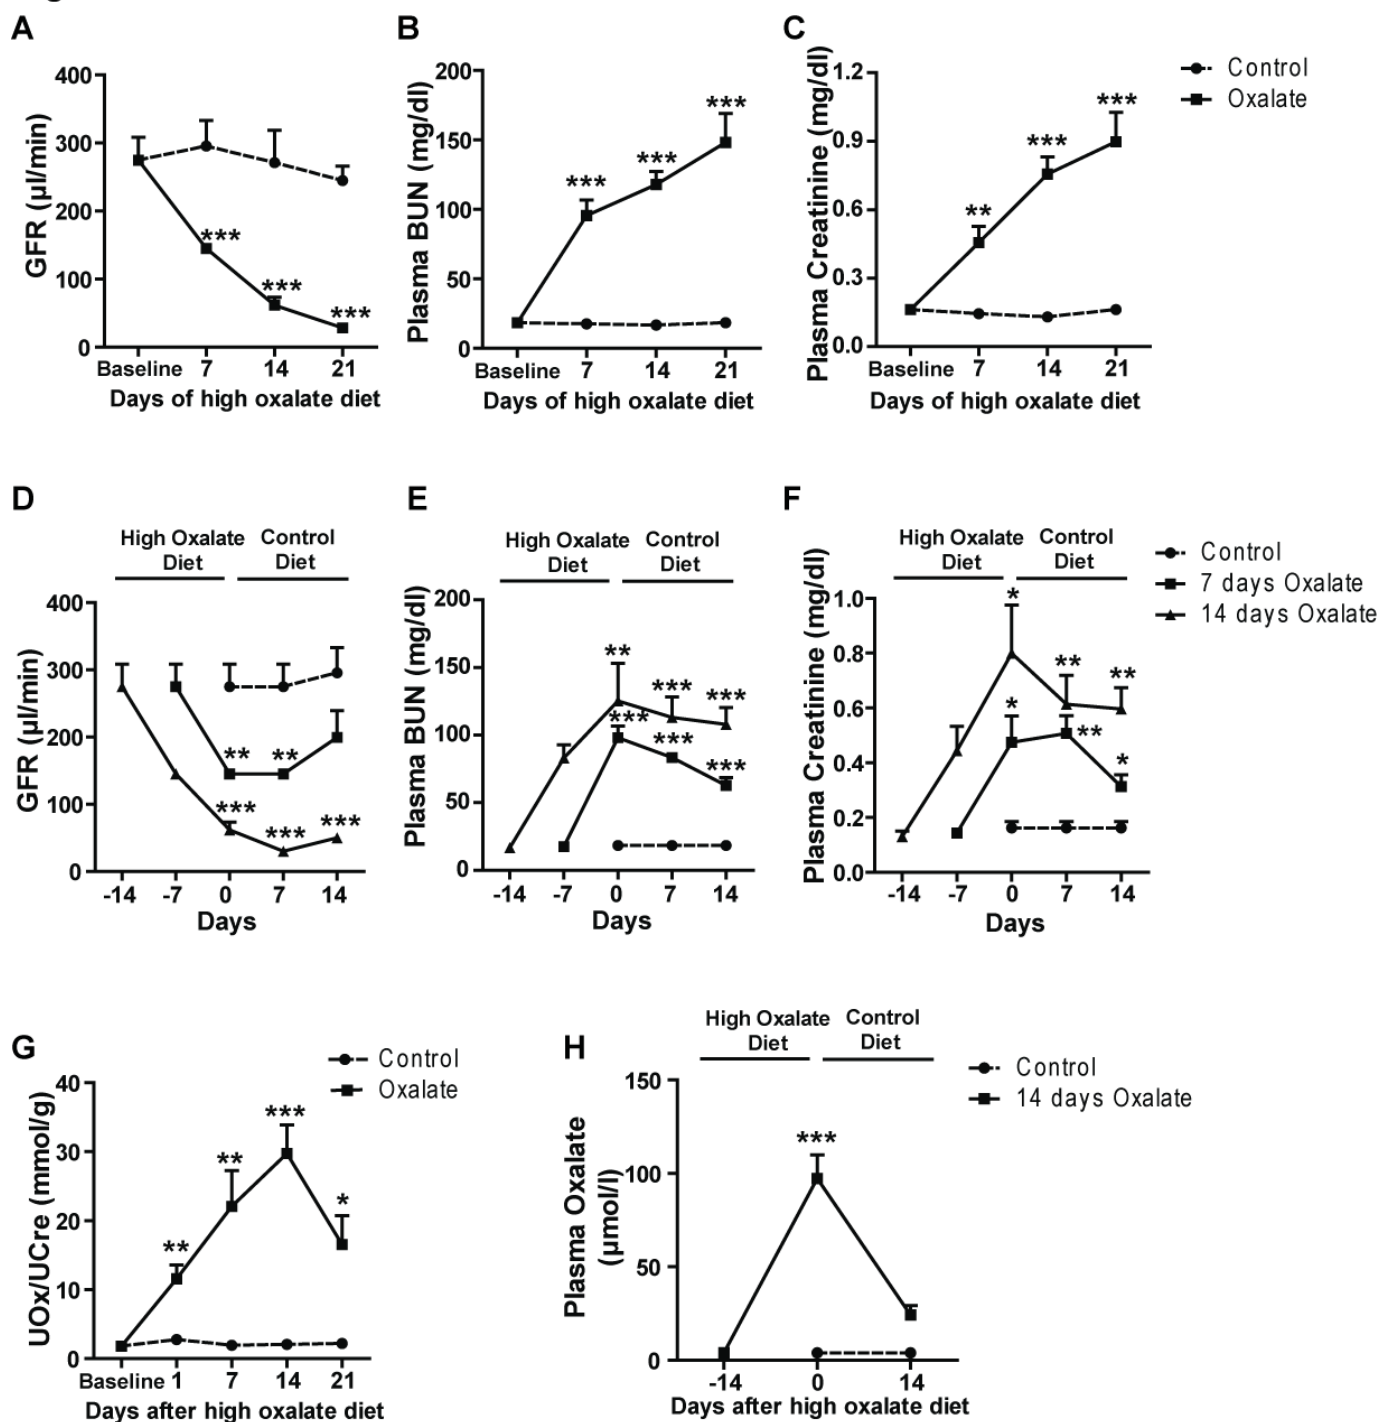 A
GFR (µl/min)
400
300
200
100
0
***
***
***
Baseline 7 14 21
Days of high oxalate diet
B
Plasma BUN (mg/dl)
200
150
100
50
0
***
***
***
Baseline 7 14 21
Days of high oxalate diet
C
Plasma Creatinine (mg/dl)
1.2
0.9
0.6
0.3
0.0
**
***
***
Baseline 7 14 21
Days of high oxalate diet
Control
Oxalate
D
High Oxalate Control
Diet Diet
GFR (µl/min)
400
300
200
100
0
** **
***
***
***
-14 -7 0 7 14
Days
E
High Oxalate Control
Diet Diet
Plasma BUN (mg/dl)
200
150
100
50
0
**
***
***
***
***
***
-14 -7 0 7 14
Days
F
High Oxalate Control
Diet Diet
Plasma Creatinine (mg/dl)
1.0
0.8
0.6
0.4
0.2
0.0
*
**
**
*
**
*
-14 -7 0 7 14
Days
Control
7 days Oxalate
14 days Oxalate
G
Control
Oxalate
UOx/UCre (mmol/g)
40
30
20
10
0
**
**
***
*
Baseline 1 7 14 21
Days after high oxalate diet
H
High Oxalate Control
Diet Diet
Control
14 days Oxalate
Plasma Oxalate
(µmol/l)
150
100
50
0
***
-14 0 14
Days after high oxalate diet